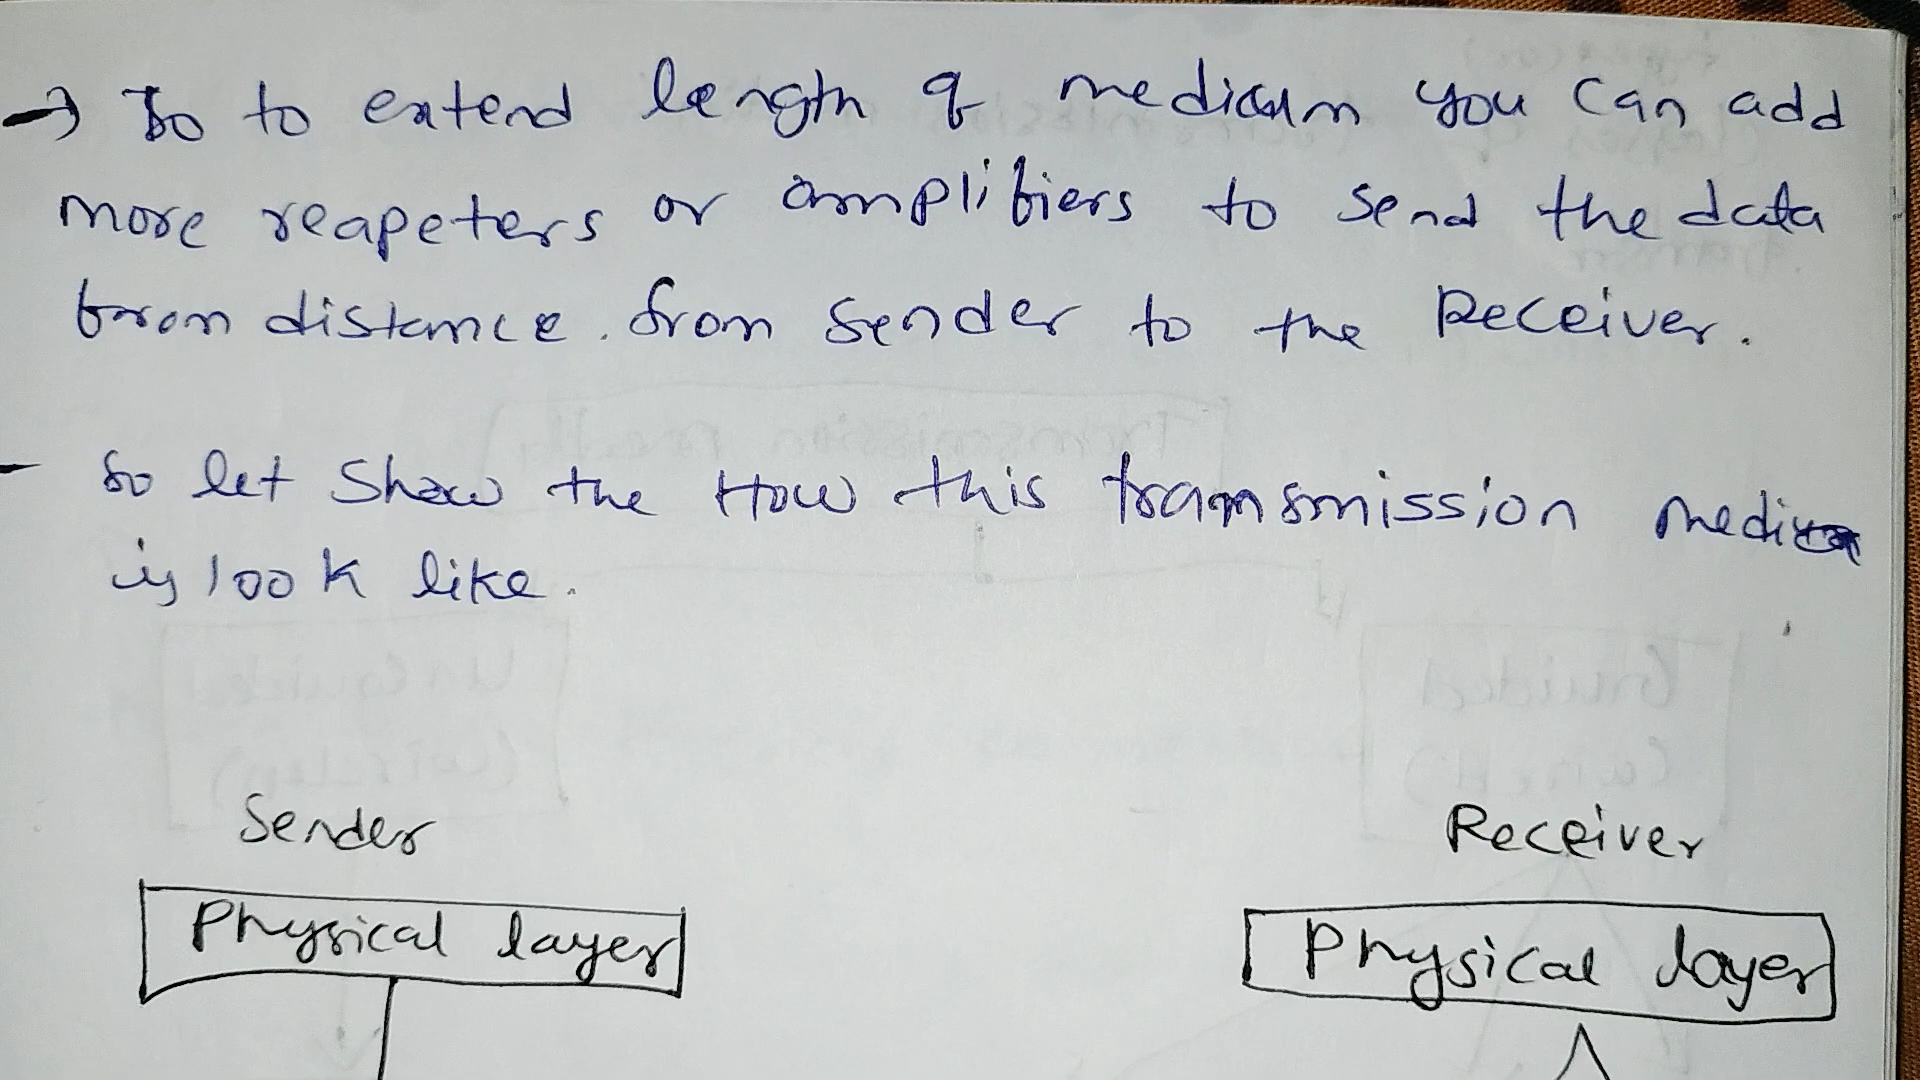 → So to extend length of medium you can add
more reapeters or amplifiers to send the data
from distance. from sender to the Receiver.
- So let Show the How this transmission media
is look like.
Sender
Receiver
Physical layer
Physical layer